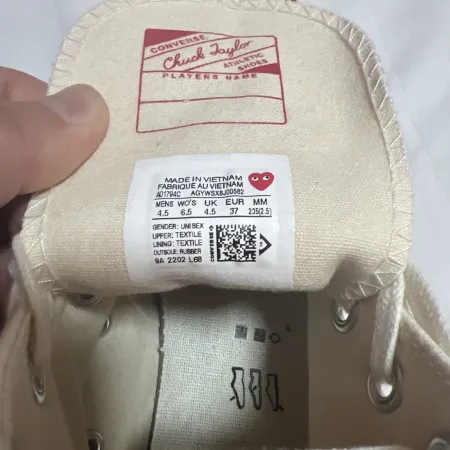 CONVERSE
Chuck Taylor
ATHLETIC
SHOES
PLAYERS NAME
MADE IN VIETNAM
FABRIQUE AU VIETNAM
A01794C AGYWSX8J00582
MENS WO'S UK EUR MM
4.5 6.5 4.5 37 235(2.5)
GENDER: UNISEX
UPPER: TEXTILE
LINING: TEXTILE
OUTSOLE: RUBBER
9A 2202 L68